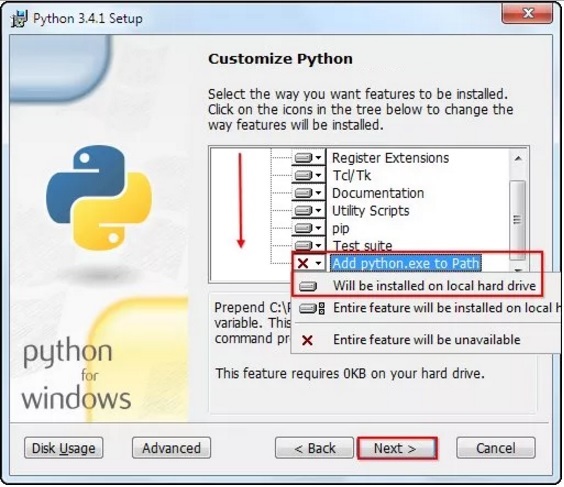 Python 3.4.1 Setup
Customize Python
Select the way you want features to be installed.
Click on the icons in the tree below to change the
way features will be installed.
Register Extensions
Tcl/Tk
Documentation
Utility Scripts
pip
Test suite
Add python.exe to Path
Will be installed on local hard drive
Entire feature will be installed on local
Entire feature will be unavailable
Prepend
variable. This
command
This feature requires 0KB on your hard drive.
python
for
windows
Disk Usage
Advanced
< Back
Next >
Cancel